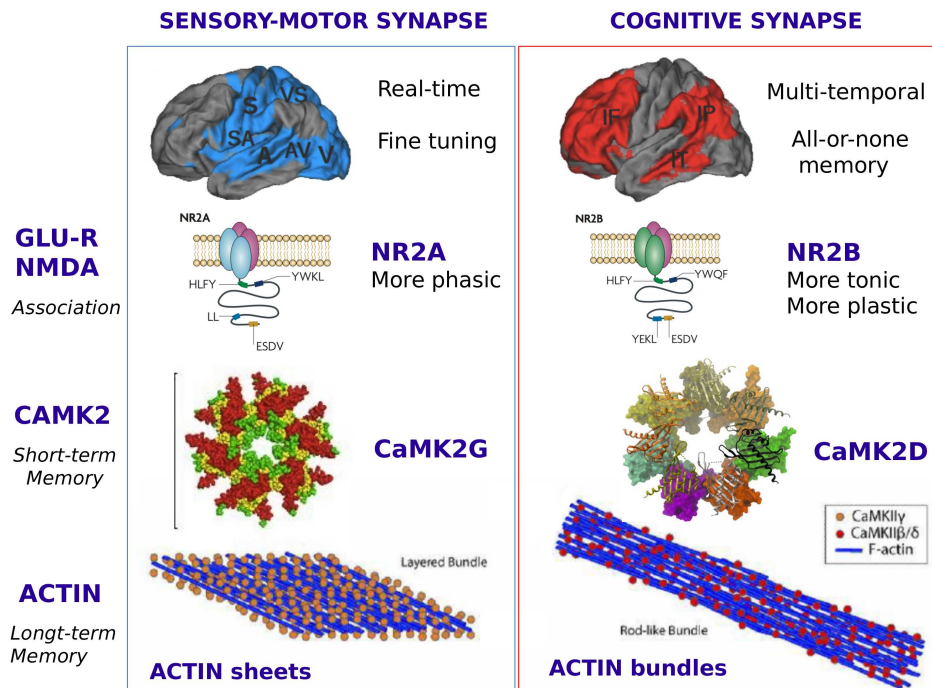 SENSORY-MOTOR SYNAPSE
COGNITIVE SYNAPSE
S
VS
SA
A
AV
V
Real-time
Fine tuning
IF
IP
IT
Multi-temporal
All-or-none
memory
GLU-R
NMDA
Association
NR2A
HLFY
YWKL
LL
ESDV
NR2A
More phasic
NR2B
HLFY
YWQF
YEKL
ESDV
NR2B
More tonic
More plastic
CAMK2
Short-term
Memory
CaMK2G
CaMK2D
CaMKIIγ
CaMKIIβ/δ
F-actin
ACTIN
Longt-term
Memory
Layered Bundle
ACTIN sheets
Rod-like Bundle
ACTIN bundles